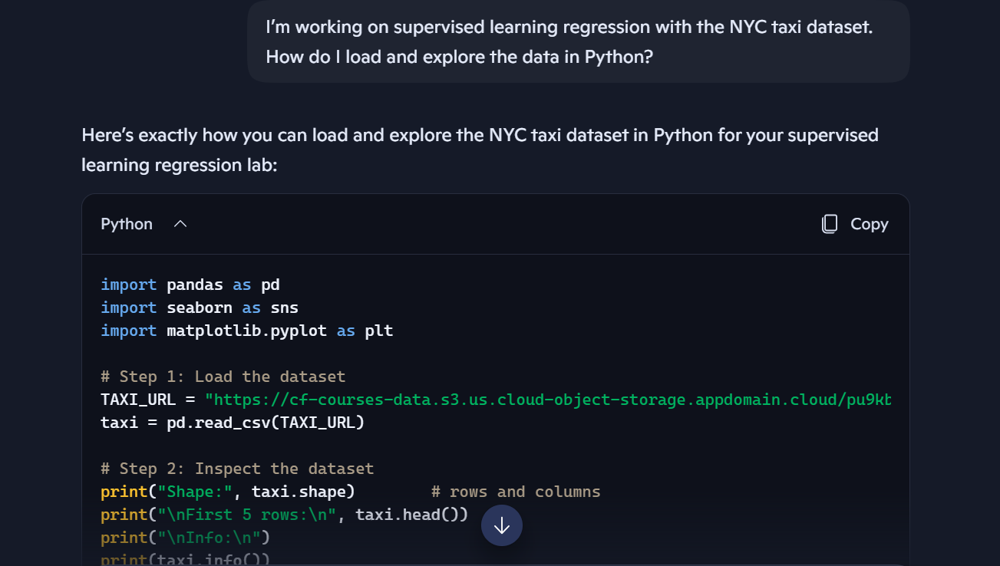 I’m working on supervised learning regression with the NYC taxi dataset.
How do I load and explore the data in Python?
Here’s exactly how you can load and explore the NYC taxi dataset in Python for your supervised
learning regression lab:
Python
Copy
import pandas as pd
import seaborn as sns
import matplotlib.pyplot as plt
# Step 1: Load the dataset
TAXI_URL = "https://cf-courses-data.s3.us.cloud-object-storage.appdomain.cloud/pu9kb
taxi = pd.read_csv(TAXI_URL)
# Step 2: Inspect the dataset
print("Shape:", taxi.shape)        # rows and columns
print("\nFirst 5 rows:\n", taxi.head())
print("\nInfo:\n")
print(taxi.info())